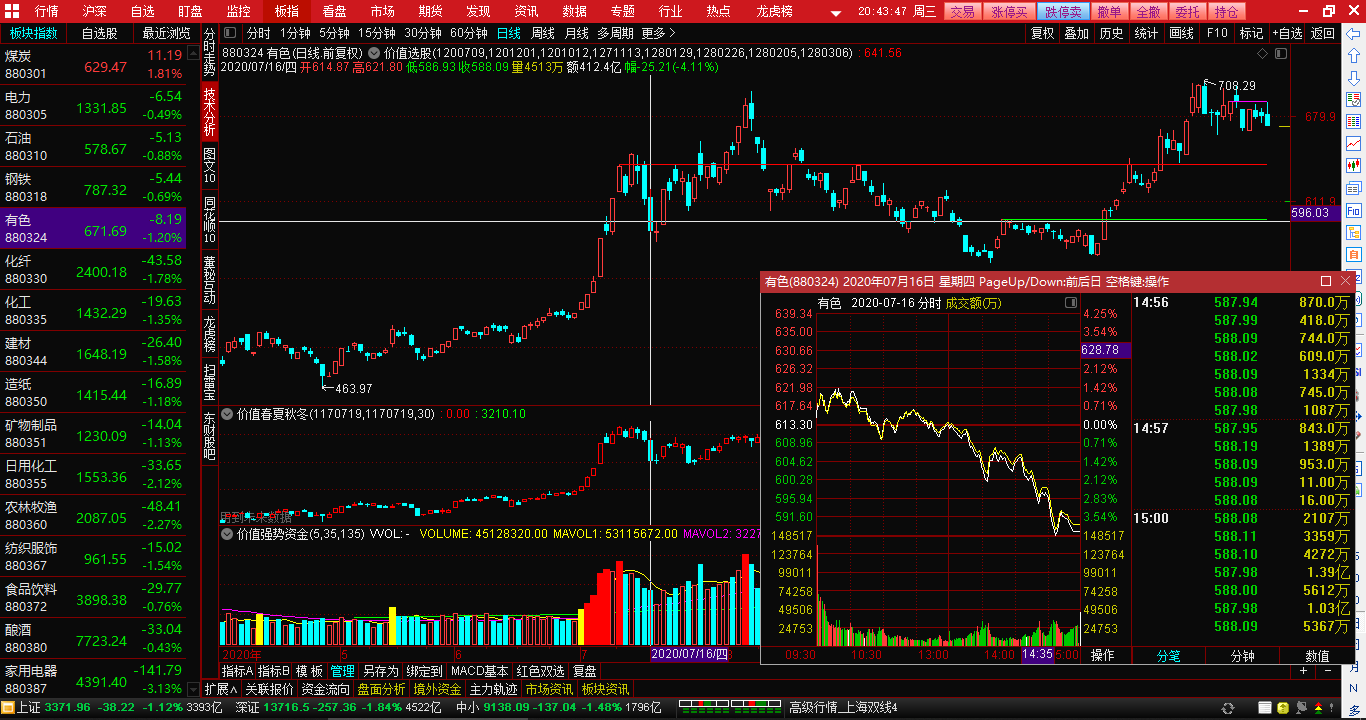 行情 沪深 自选 盯盘 监控 板指 看盘 市场 期货 发现 资讯 数据 专题 行业 热点 龙虎榜 20:43:47 周三 交易 涨停买 跌停卖 撤单 全撤 委托 持仓
板块指数 自选股 最近浏览
分时 1分钟 5分钟 15分钟 30分钟 60分钟 日线 周线 月线 多周期 更多> 复权 叠加 历史 统计 画线 F10 标记 +自选 返回
880324 有色(日线.前复权) 价值选股(1200709,1201201,1201012,1271113,1280129,1280226,1280205,1280306) : 641.56
2020/07/16/四 开614.87 高621.80 低586.93 收588.09 量4513万 额412.4亿 幅-25.21(-4.11%)
煤炭 880301 629.47 11.19 1.81%
电力 880305 1331.85 -6.54 -0.49%
石油 880310 578.67 -5.13 -0.88%
钢铁 880318 787.32 -5.44 -0.69%
有色 880324 671.69 -8.19 -1.20%
化纤 880330 2400.18 -43.58 -1.78%
化工 880335 1432.29 -19.63 -1.35%
建材 880344 1648.19 -26.40 -1.58%
造纸 880350 1415.44 -16.89 -1.18%
矿物制品 880351 1230.09 -14.04 -1.13%
日用化工 880355 1553.36 -33.65 -2.12%
农林牧渔 880360 2087.05 -48.41 -2.27%
纺织服饰 880367 961.55 -15.02 -1.54%
食品饮料 880372 3898.38 -29.77 -0.76%
酿酒 880380 7723.24 -33.04 -0.43%
家用电器 880387 4391.40 -141.79 -3.13%
分时走势
技术分析
图文10
同花顺10
董秘互动
龙虎榜
扫雷宝
东财股吧
708.29
679.9
611.9
596.03
463.97
价值春夏秋冬(1170719,1170719,30) : 0.00 : 3210.10
用到未来数据
价值强势资金(5,35,135) VVOL: - VOLUME: 45128320.00 MAVOL1: 53115672.00 MAVOL2: 3227
2020年 5 6 7 2020/07/16/四
有色(880324) 2020年07月16日 星期四 PageUp/Down:前后日 空格键:操作
有色 2020-07-16 分时 成交额(万)
639.34 4.25%
635.00 3.54%
630.66 628.78
626.32 2.12%
621.98 1.42%
617.64 0.71%
613.30 0.00%
608.96 0.71%
604.62 1.42%
600.28 2.12%
595.94 2.83%
591.60 3.54%
148517 148517
123764 123764
99011 99011
74258 74258
49506 49506
24753 24753
09:30 10:30 13:00 14:00 14:35 操作
14:56 587.94 870.0万
587.99 418.0万
588.09 744.0万
588.02 609.0万
588.09 1334万
588.08 745.0万
587.98 1087万
14:57 587.95 843.0万
588.19 1389万
588.09 953.0万
588.09 11.00万
588.08 16.00万
15:00 588.08 2107万
588.11 3359万
588.10 4272万
587.98 1.39亿
588.00 5612万
587.98 1.03亿
588.09 5367万
分笔 分钟 数值
指标A 指标B 模板 管理 另存为 绑定到 MACD基本 红色双选 复盘
扩展∧ 关联报价 资金流向 盘面分析 境外资金 主力轨迹 市场资讯 板块资讯
上证 3371.96 -38.22 -1.12% 3393亿 深证 13716.5 -257.36 -1.84% 4522亿 中小 9138.09 -137.04 -1.48% 1796亿 高级行情_上海双线4